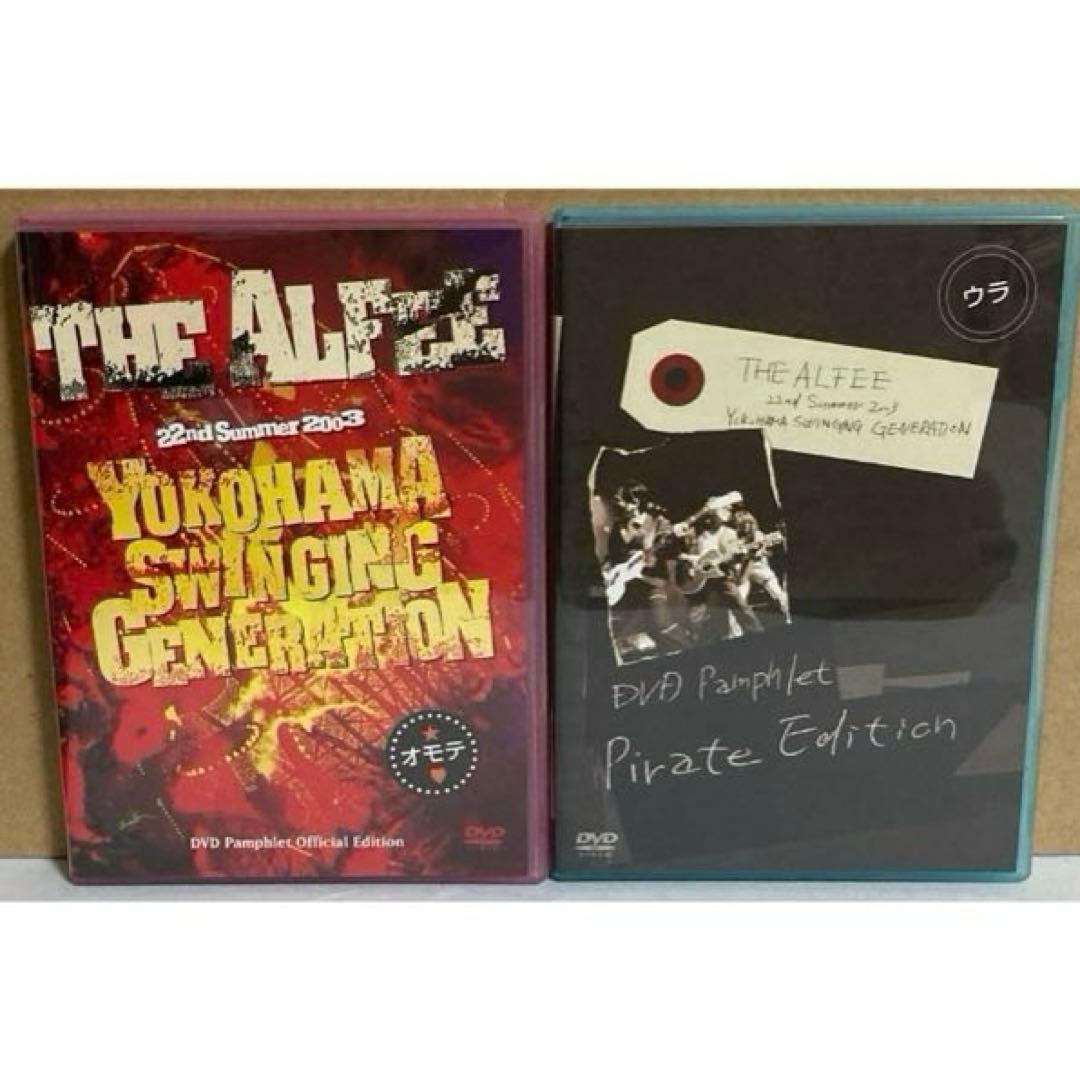 THE ALFEE
22nd Summer 2003
YOKOHAMA
SWINGING
GENERATION
オモテ
DVD Pamphlet Official Edition
DVD
ウラ
THE ALFEE
22nd Summer 2003
YOKOHAMA SWINGING GENERATION
DVD Pamphlet
Pirate Edition
DVD